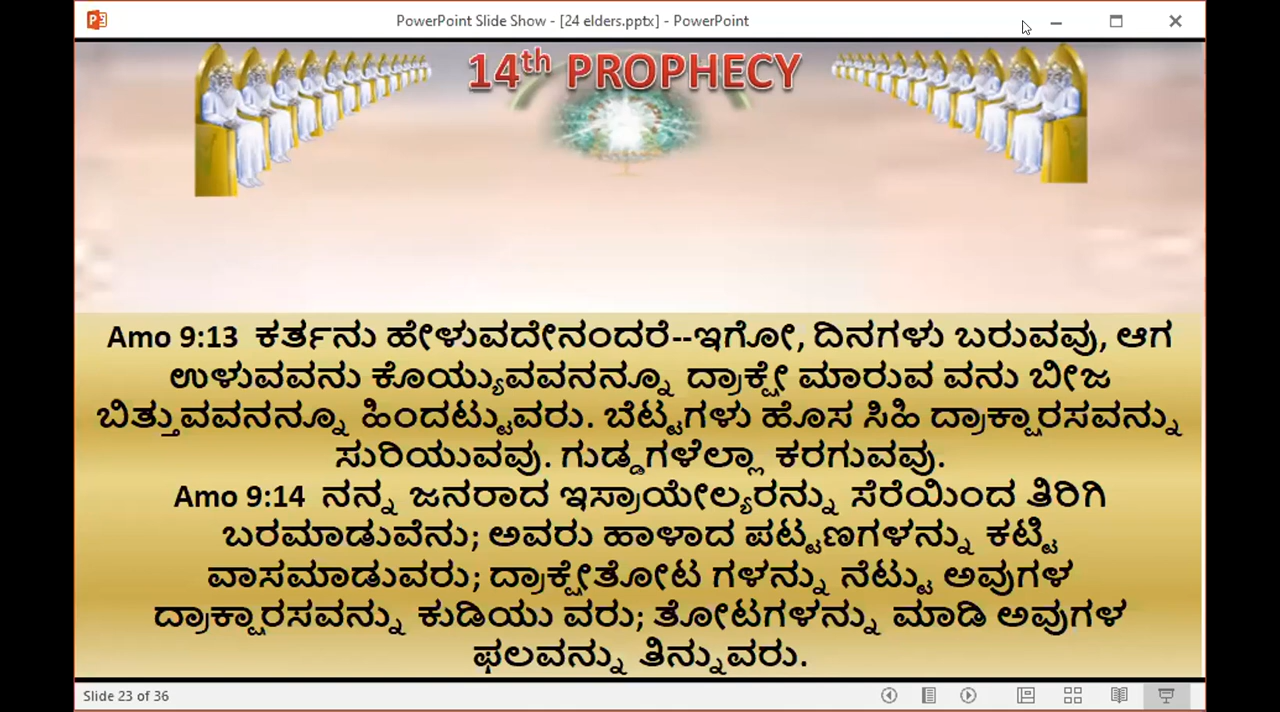 PowerPoint Slide Show - [24 elders.pptx] - PowerPoint
14th PROPHECY
Amo 9:13 ಕರ್ತನು ಹೇಳುವದೇನಂದರೆ--ಇಗೋ, ದಿನಗಳು ಬರುವವು, ಆಗ
ಉಳುವವನು ಕೊಯ್ಯುವವನನ್ನೂ ದ್ರಾಕ್ಷೇ ಮಾರುವ ವನು ಬೀಜ
ಬಿತ್ತುವವನನ್ನೂ ಹಿಂದಟ್ಟುವರು. ಬೆಟ್ಟಗಳು ಹೊಸ ಸಿಹಿ ದ್ರಾಕ್ಷಾರಸವನ್ನು
ಸುರಿಯುವವು. ಗುಡ್ಡಗಳೆಲ್ಲಾ ಕರಗುವವು.
Amo 9:14 ನನ್ನ ಜನರಾದ ಇಸ್ರಾಯೇಲ್ಯರನ್ನು ಸೆರೆಯಿಂದ ತಿರಿಗಿ
ಬರಮಾಡುವೆನು; ಅವರು ಹಾಳಾದ ಪಟ್ಟಣಗಳನ್ನು ಕಟ್ಟಿ
ವಾಸಮಾಡುವರು; ದ್ರಾಕ್ಷೇತೋಟ ಗಳನ್ನು ನೆಟ್ಟು ಅವುಗಳ
ದ್ರಾಕ್ಷಾರಸವನ್ನು ಕುಡಿಯು ವರು; ತೋಟಗಳನ್ನು ಮಾಡಿ ಅವುಗಳ
ಫಲವನ್ನು ತಿನ್ನುವರು.
Slide 23 of 36